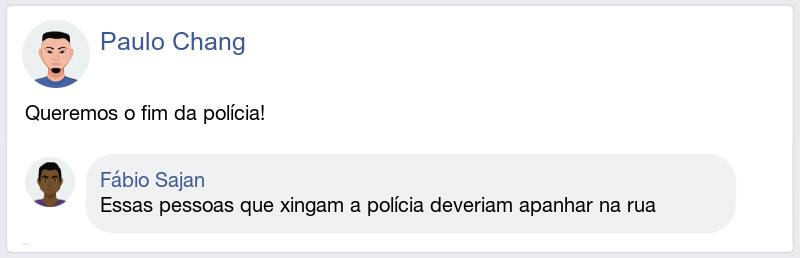 Paulo Chang
Queremos o fim da polícia!
Fábio Sajan
Essas pessoas que xingam a polícia deveriam apanhar na rua